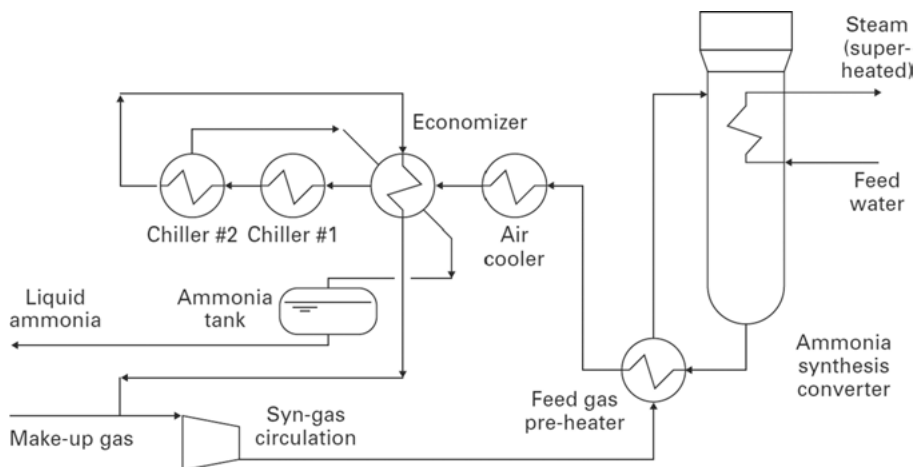 Steam
(super-
heated)
Economizer
Feed
water
Chiller #2
Chiller #1
Air
cooler
Liquid
ammonia
Ammonia
tank
Ammonia
synthesis
converter
Feed gas
pre-heater
Make-up gas
Syn-gas
circulation